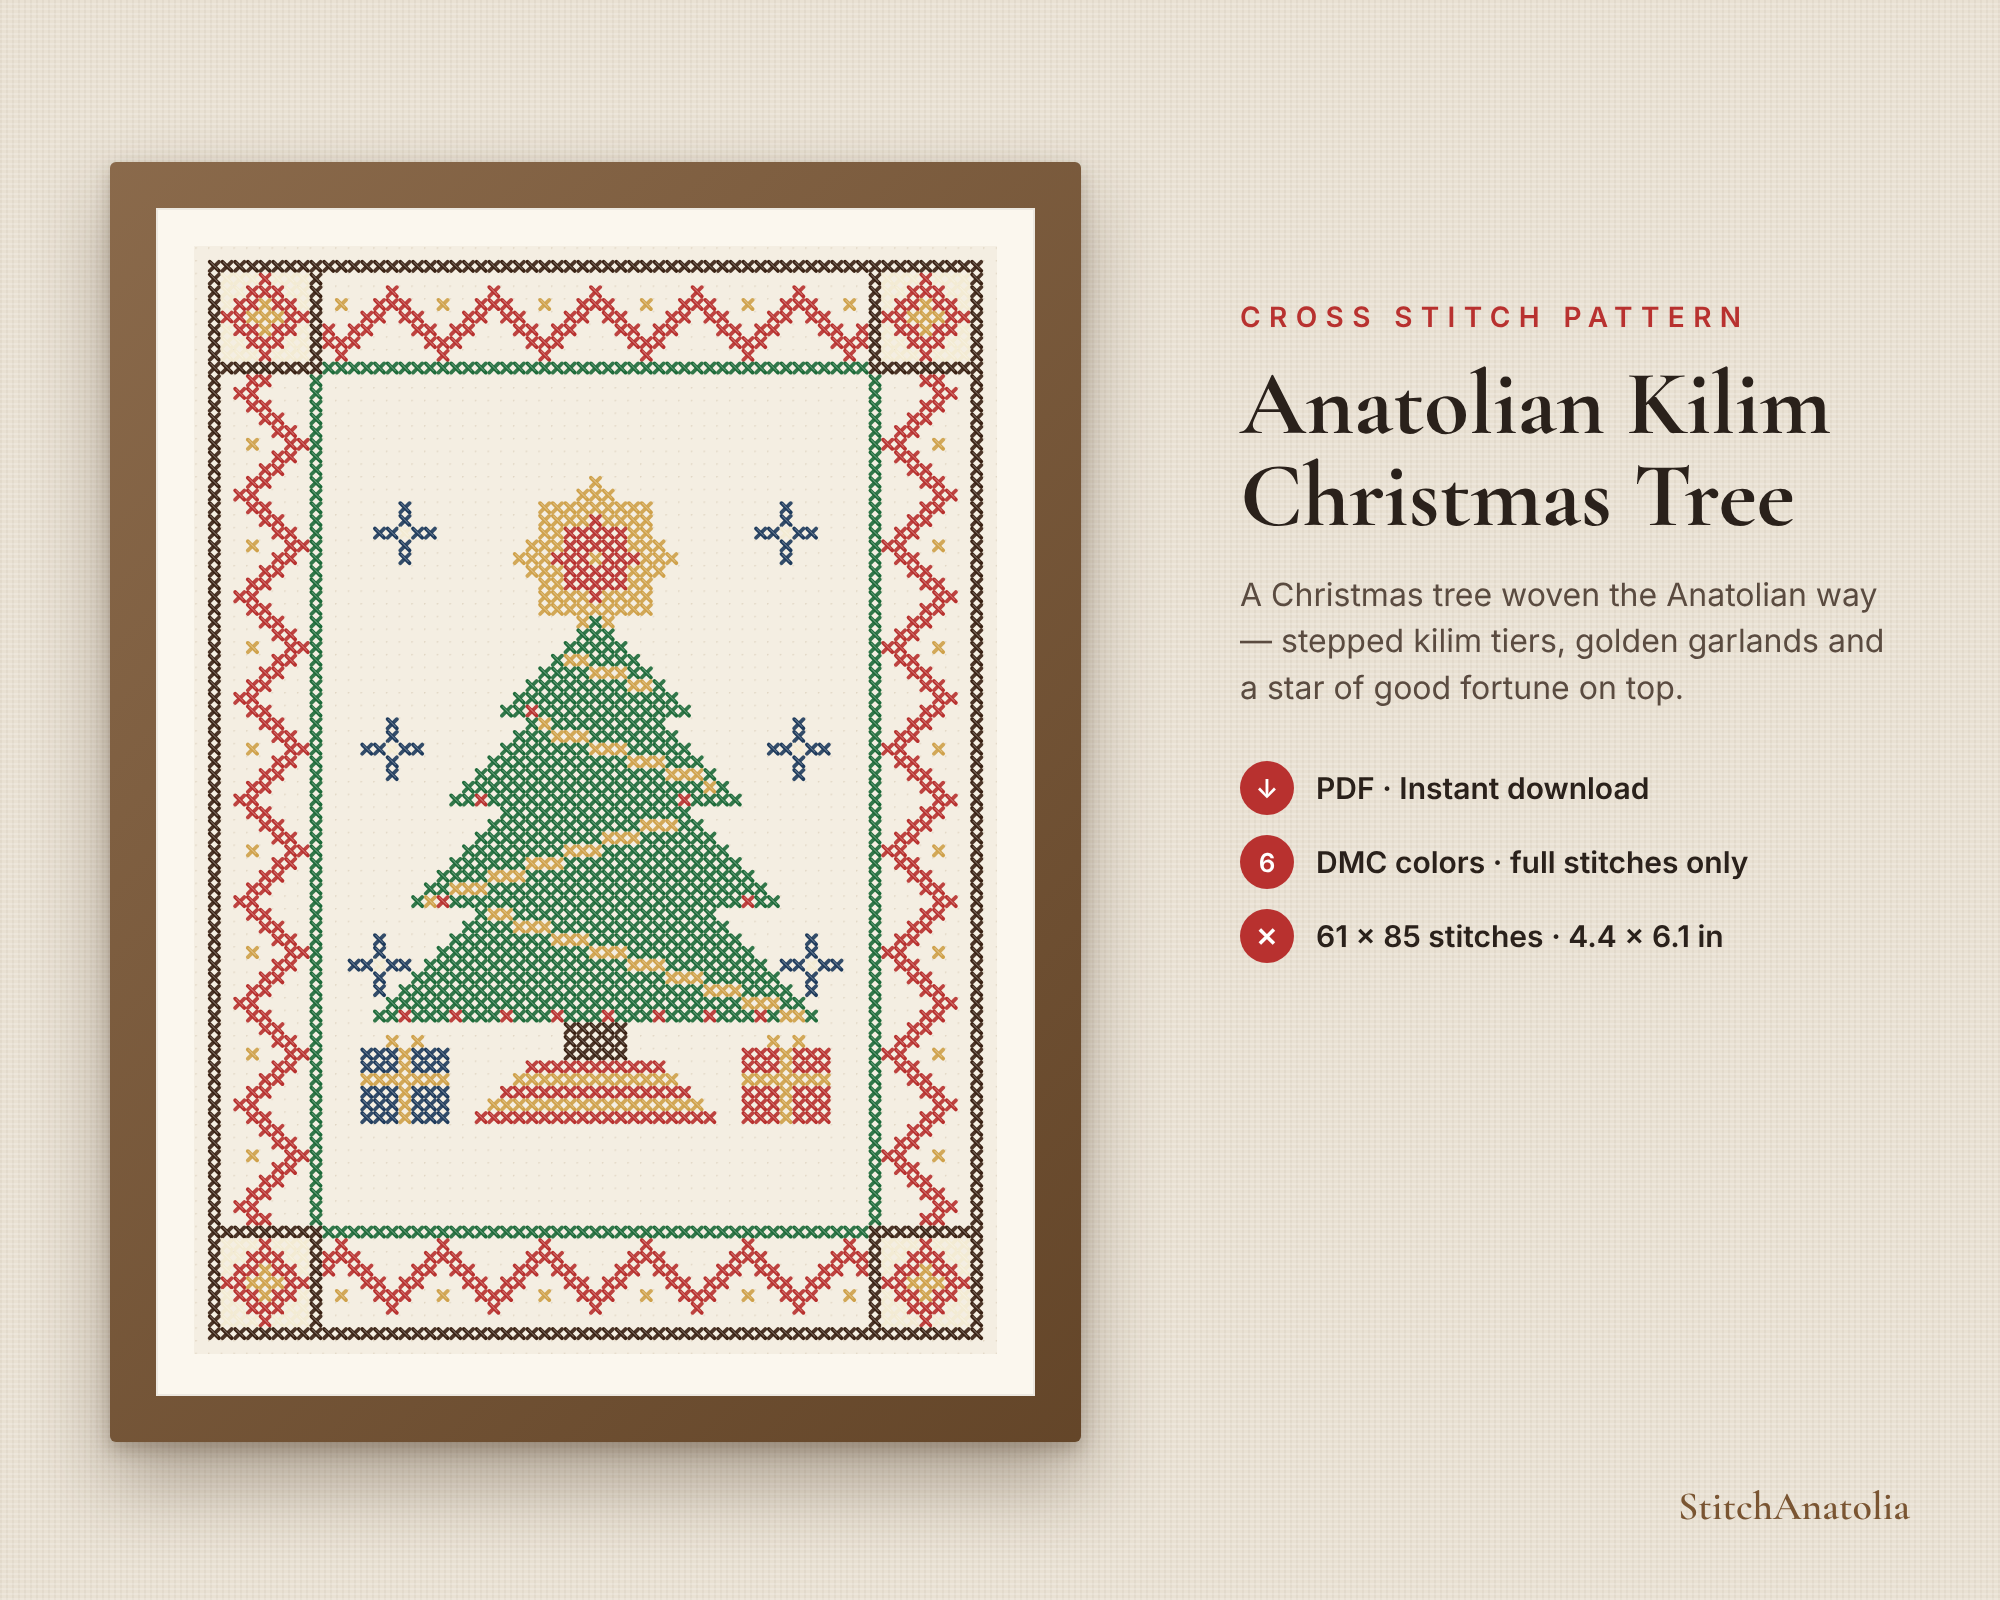 CROSS STITCH PATTERN
Anatolian Kilim
Christmas Tree
A Christmas tree woven the Anatolian way
— stepped kilim tiers, golden garlands and
a star of good fortune on top.
PDF · Instant download
6 DMC colors · full stitches only
61 × 85 stitches · 4.4 × 6.1 in
StitchAnatolia